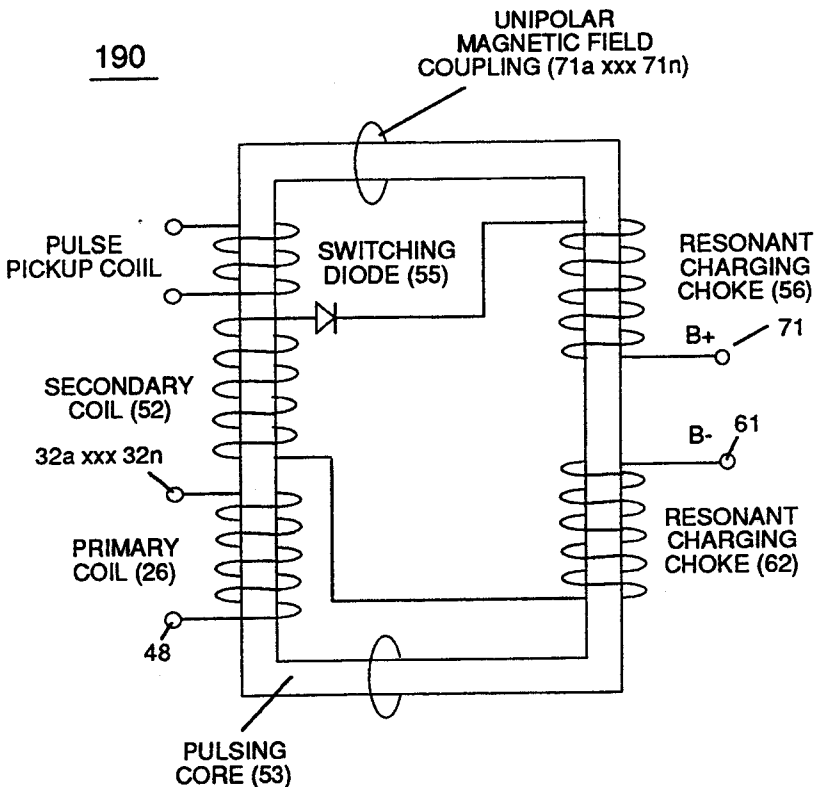 190
UNIPOLAR
MAGNETIC FIELD
COUPLING (71a xxx 71n)
PULSE
PICKUP COIIL
SWITCHING
DIODE (55)
RESONANT
CHARGING
CHOKE (56)
B+
71
SECONDARY
COIL (52)
32a xxx 32n
B-
61
PRIMARY
COIL (26)
RESONANT
CHARGING
CHOKE (62)
48
PULSING
CORE (53)